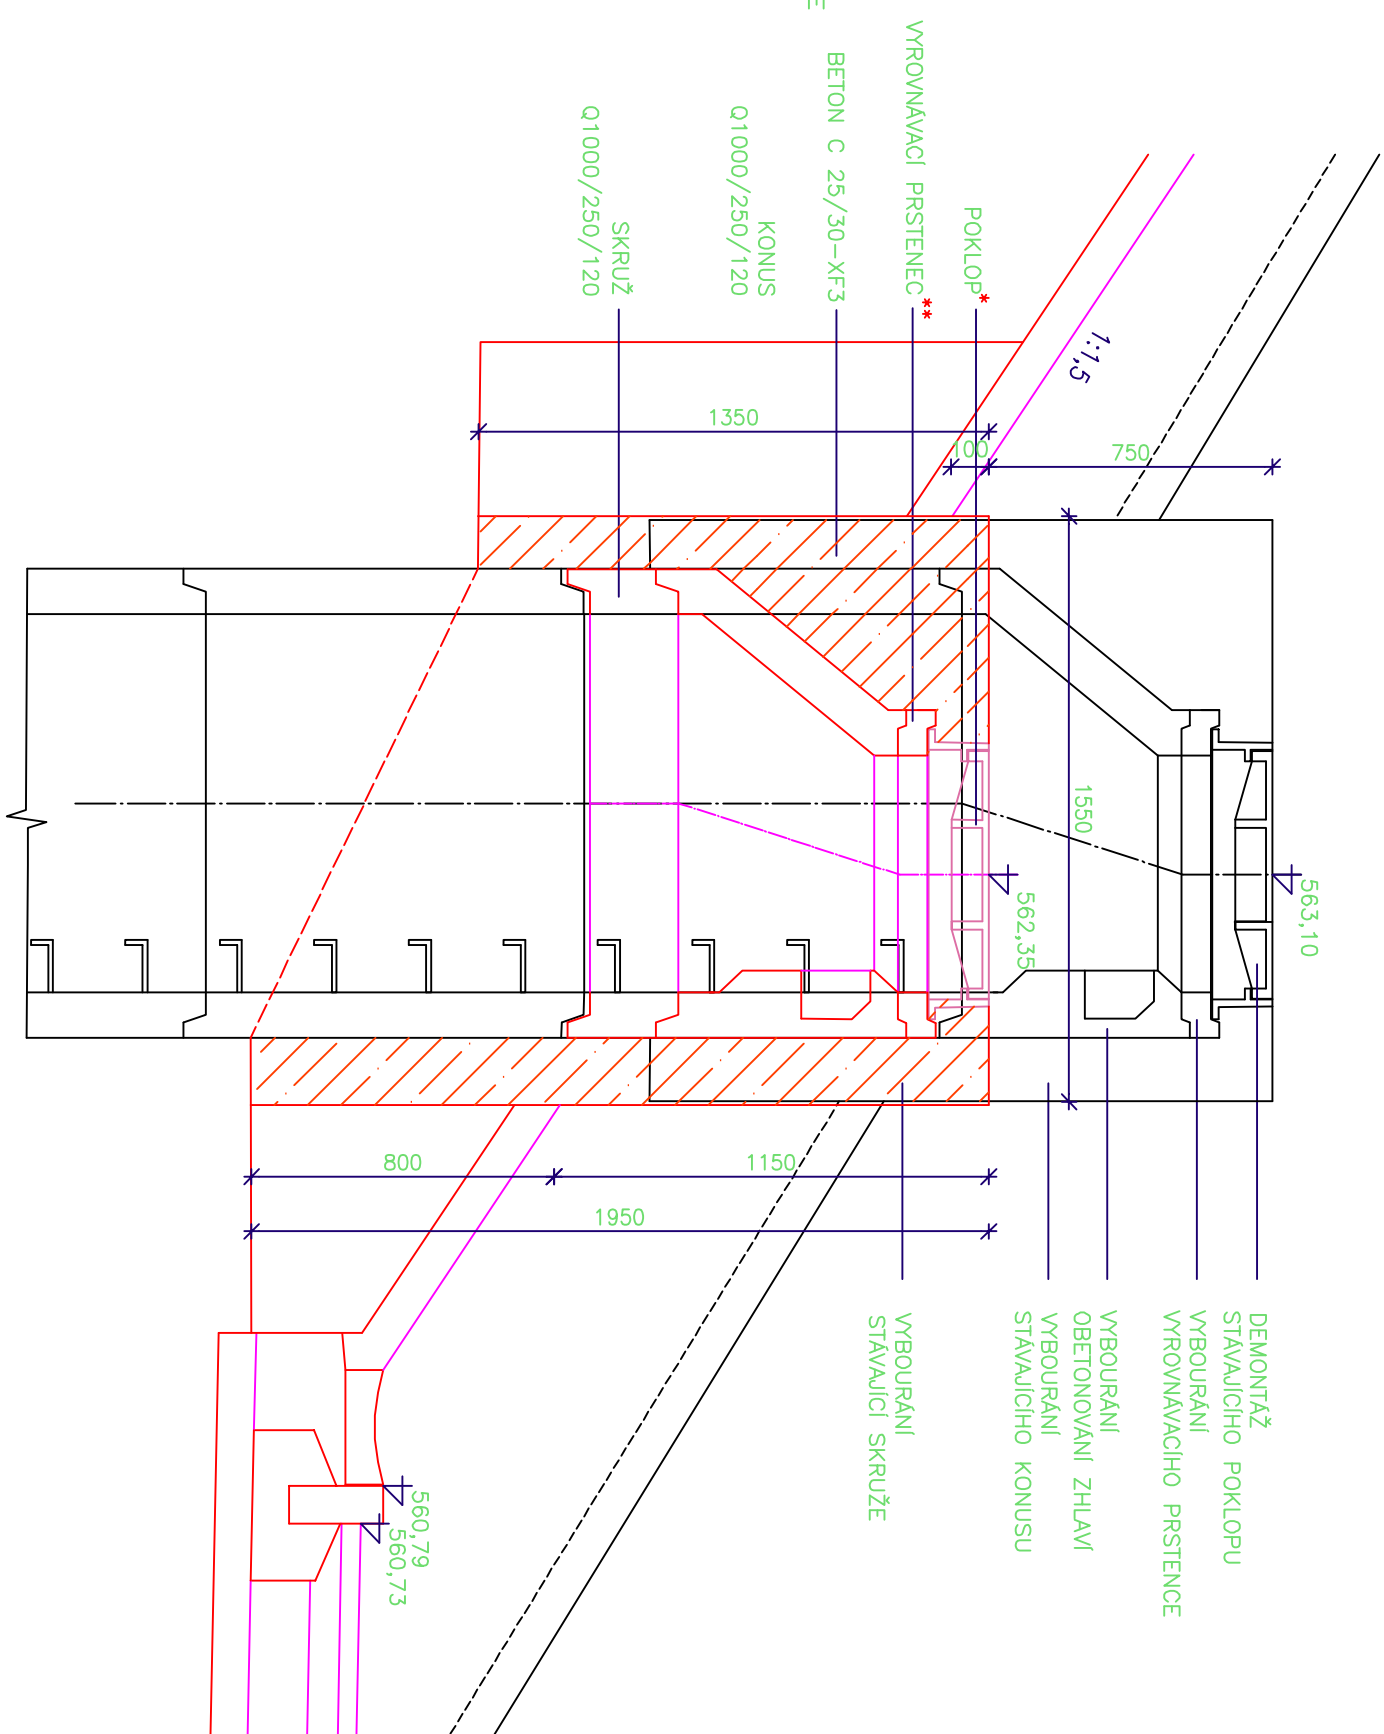 VYROVNÁVACÍ PRSTENEC**
POKLOP*
BETON C 25/30-XF3
KONUS
Q1000/250/120
SKRUŽ
Q1000/250/120
1:1,5
1350
100
750
1550
563,10
562,35
800
1150
1950
DEMONTÁŽ
STÁVAJÍCÍHO POKLOPU
VYBOURÁNÍ
VYROVNÁVACÍHO PRSTENCE
VYBOURÁNÍ
OBETONOVÁNÍ ZHLAVÍ
VYBOURÁNÍ
STÁVAJÍCÍHO KONUSU
VYBOURÁNÍ
STÁVAJÍCÍ SKRUŽE
560,79
560,73